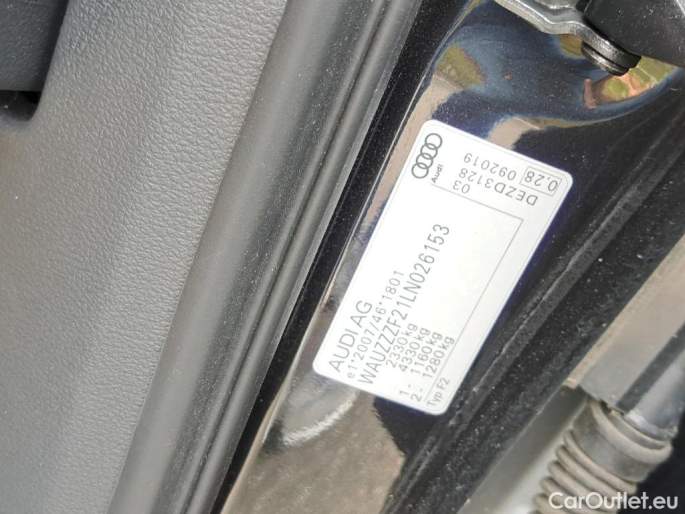 AUDI AG
e1*2007/46*1801
WAUZZZF21LN026153
2330kg
4330kg
1 - 1160kg
2 - 1280kg
Typ F2
Audi
03
DEZD3128
0.28 092019
CarOutlet.eu